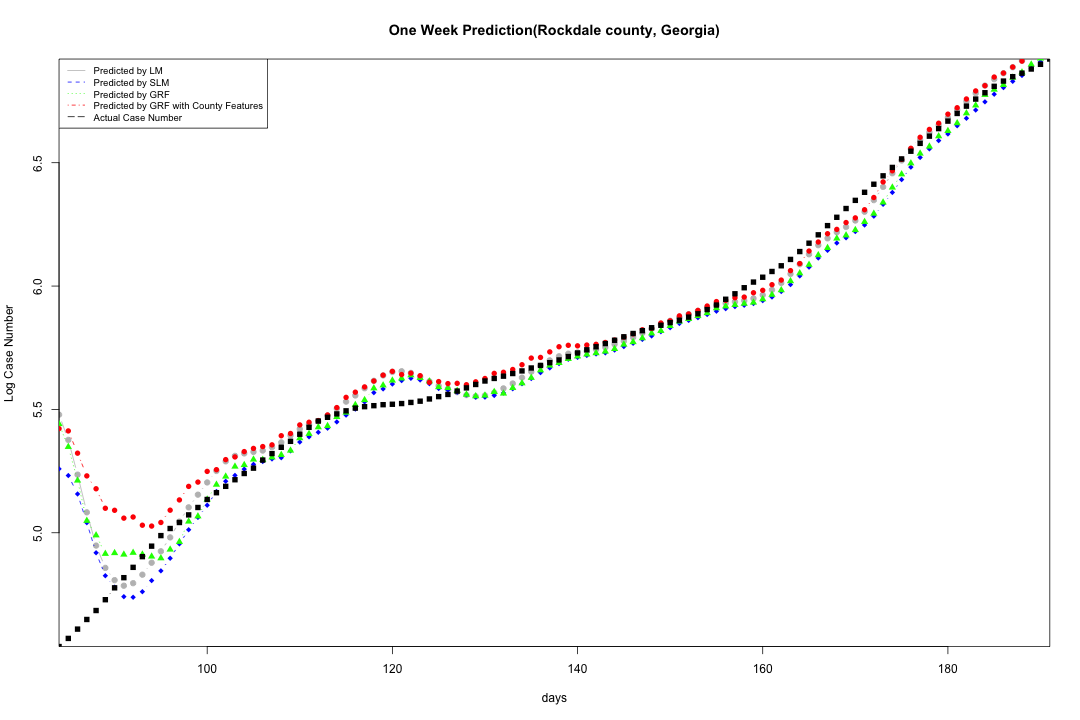 One Week Prediction(Rockdale county, Georgia)
Predicted by LM
Predicted by SLM
Predicted by GRF
Predicted by GRF with County Features
Actual Case Number
Log Case Number
6.5
6.0
5.5
5.0
100 120 140 160 180
days